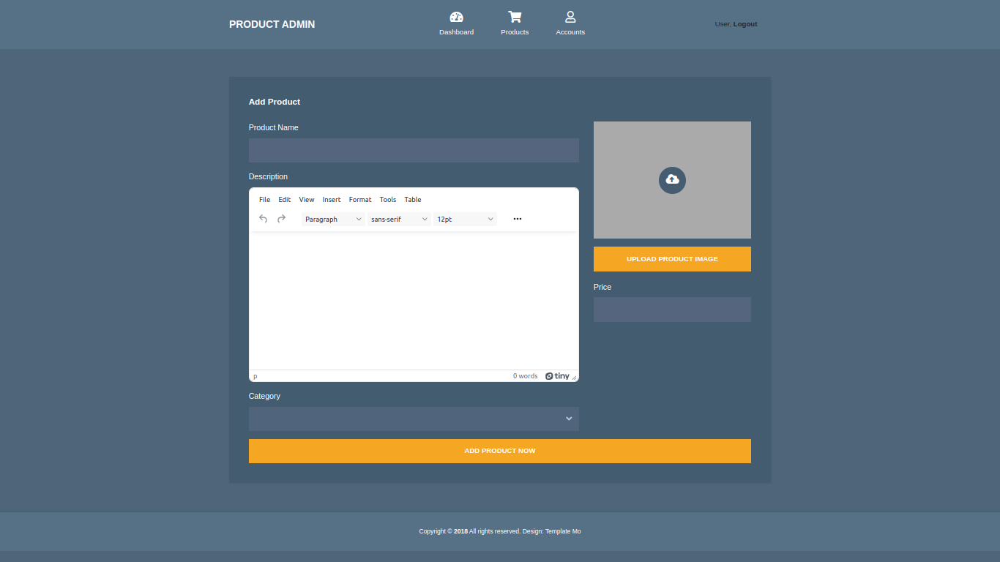 PRODUCT ADMIN
Dashboard
Products
Accounts
User, Logout
Add Product
Product Name
Description
File Edit View Insert Format Tools Table
Paragraph sans-serif 12pt
p
0 words
tiny
Category
UPLOAD PRODUCT IMAGE
Price
ADD PRODUCT NOW
Copyright © 2018 All rights reserved. Design: Template Mo